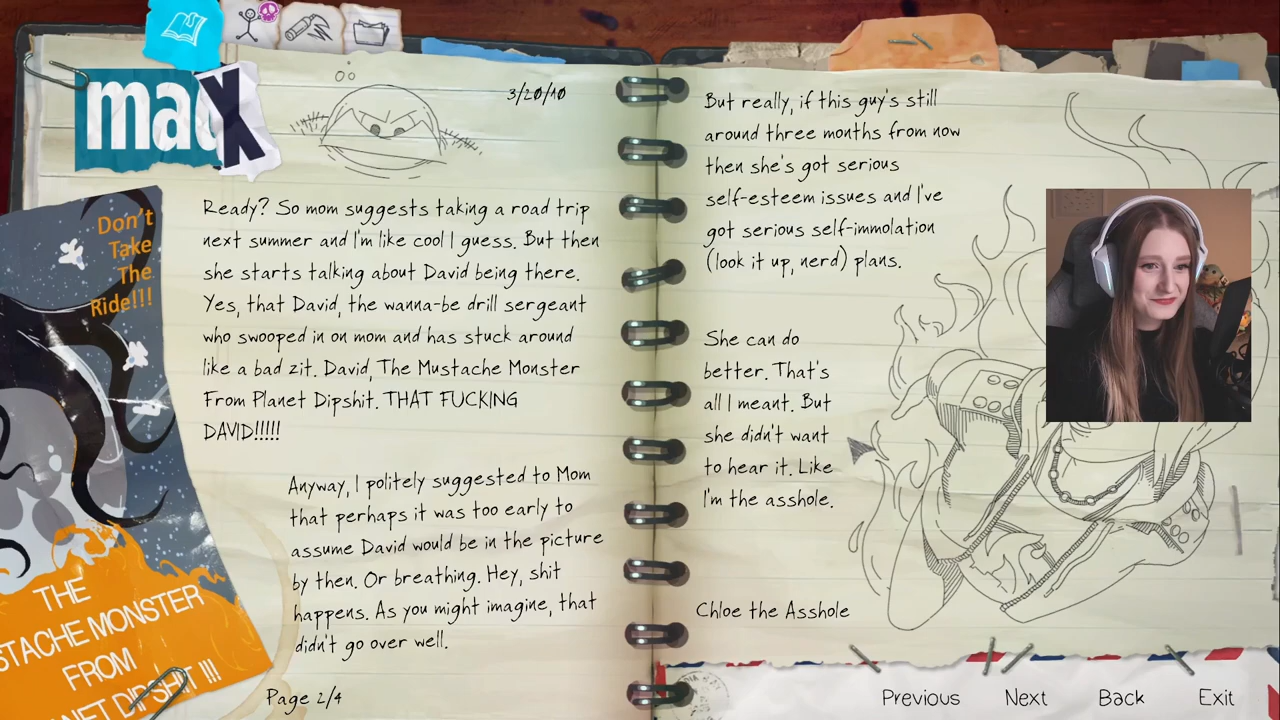 maX
3/20/10
Don't
Take
The
Ride!!!
THE
STACHE MONSTER
FROM
NET DIPSHIT !!!
Ready? So mom suggests taking a road trip
next summer and I'm like cool I guess. But then
she starts talking about David being there.
Yes, that David, the wanna-be drill sergeant
who swooped in on mom and has stuck around
like a bad zit. David, The Mustache Monster
From Planet Dipshit. THAT FUCKING
DAVID!!!!!
Anyway, I politely suggested to Mom
that perhaps it was too early to
assume David would be in the picture
by then. Or breathing. Hey, shit
happens. As you might imagine, that
didn't go over well.
Page 2/4
But really, if this guy's still
around three months from now
then she's got serious
self-esteem issues and I've
got serious self-immolation
(look it up, nerd) plans.
She can do
better. That's
all I meant. But
she didn't want
to hear it. Like
I'm the asshole.
Chloe the Asshole
Previous Next Back Exit